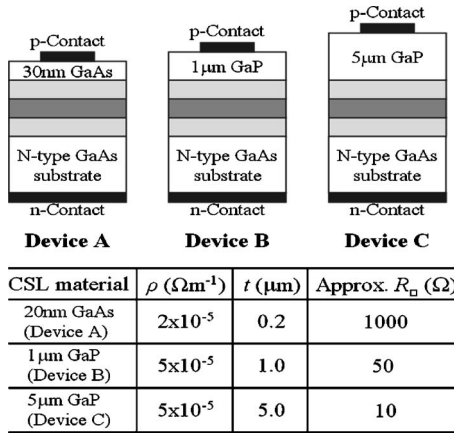 p-Contact
30nm GaAs
N-type GaAs
substrate
n-Contact
Device A
p-Contact
1μm GaP
N-type GaAs
substrate
n-Contact
Device B
p-Contact
5μm GaP
N-type GaAs
substrate
n-Contact
Device C
CSL material ρ (Ωm⁻¹) t (μm) Approx. R□ (Ω)
20nm GaAs
(Device A) 2x10⁻⁵ 0.2 1000
1μm GaP
(Device B) 5x10⁻⁵ 1.0 50
5μm GaP
(Device C) 5x10⁻⁵ 5.0 10